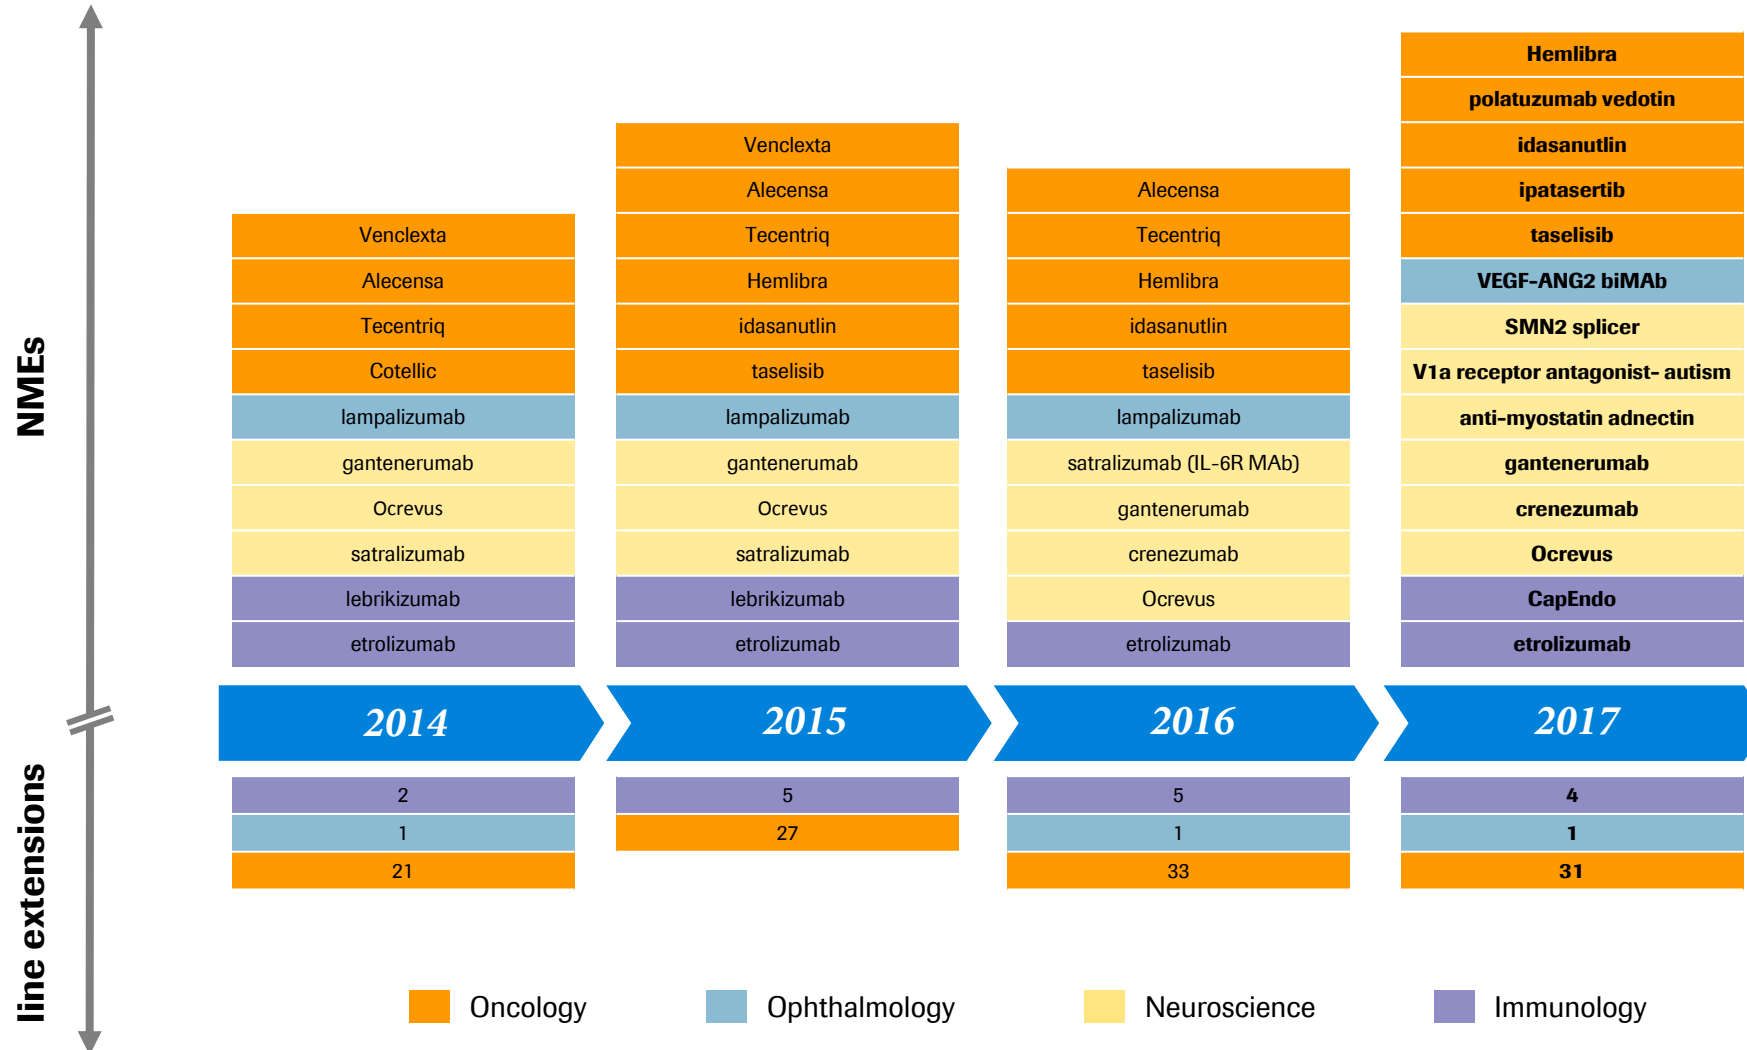 NMEs
line extensions
Venclexta
Alecensa
Tecentriq
Cotellic
lampalizumab
gantenerumab
Ocrevus
satralizumab
lebrikizumab
etrolizumab
2014
2
1
21
Venclexta
Alecensa
Tecentriq
Hemlibra
idasanutlin
taselisib
lampalizumab
gantenerumab
Ocrevus
satralizumab
lebrikizumab
etrolizumab
2015
5
27
Alecensa
Tecentriq
Hemlibra
idasanutlin
taselisib
lampalizumab
satralizumab (IL-6R MAb)
gantenerumab
crenezumab
Ocrevus
etrolizumab
2016
5
1
33
Hemlibra
polatuzumab vedotin
idasanutlin
ipatasertib
taselisib
VEGF-ANG2 biMAb
SMN2 splicer
V1a receptor antagonist- autism
anti-myostatin adnectin
gantenerumab
crenezumab
Ocrevus
CapEndo
etrolizumab
2017
4
1
31
Oncology
Ophthalmology
Neuroscience
Immunology